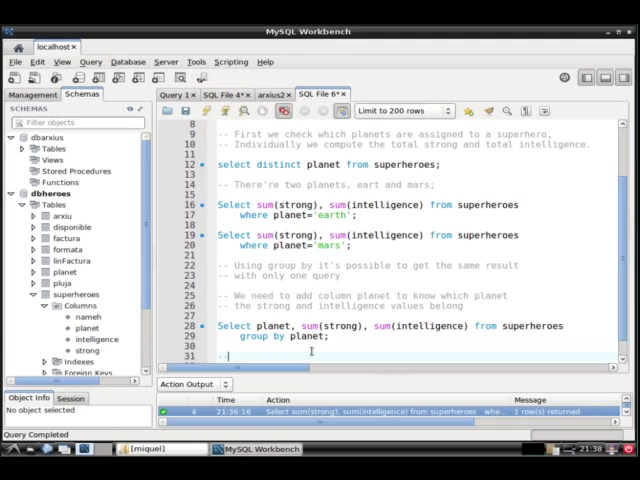 MySQL Workbench
localhost ×
File Edit View Query Database Server Tools Scripting Help
Management Schemas
Query 1 × SQL File 4* × arxius2 × SQL File 6* ×
SCHEMAS
Limit to 200 rows
Filter objects
dbarxius
Tables
Views
Stored Procedures
Functions
dbheroes
Tables
arxiu
disponible
factura
formata
linFactura
planet
pluja
superheroes
Columns
nameh
planet
intelligence
strong
Indexes
Foreign Keys
8
9 -- First we check which planets are assigned to a superhero,
10 -- Individually we compute the total strong and total intelligence.
11
12 select distinct planet from superheroes;
13
14 -- There're two planets, eart and mars;
15
16 Select sum(strong), sum(intelligence) from superheroes
17 where planet='earth';
18
19 Select sum(strong), sum(intelligence) from superheroes
20 where planet='mars';
21
22 -- Using group by it's possible to get the same result
23 -- with only one query
24
25 -- We need to add column planet to know which planet
26 -- the strong and intelligence values belong
27
28 Select planet, sum(strong), sum(intelligence) from superheroes
29 group by planet;
30
31 --
Object Info Session
No object selected
Action Output
Time Action Message
4 21:36:16 Select sum(strong), sum(intelligence) from superheroes whe... 1 row(s) returned
Query Completed
[miquel] MySQL Workbench 21:38